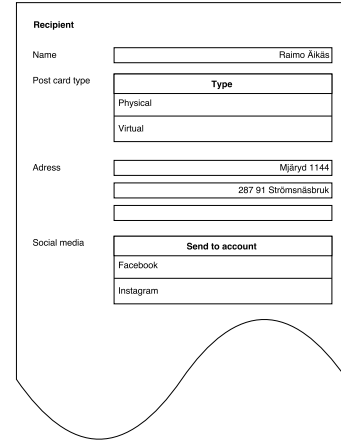 Recipient
Name Raimo Äikäs
Post card type Type
Physical
Virtual
Adress Mjäryd 1144
287 91 Strömsnäsbruk
Social media Send to account
Facebook
Instagram